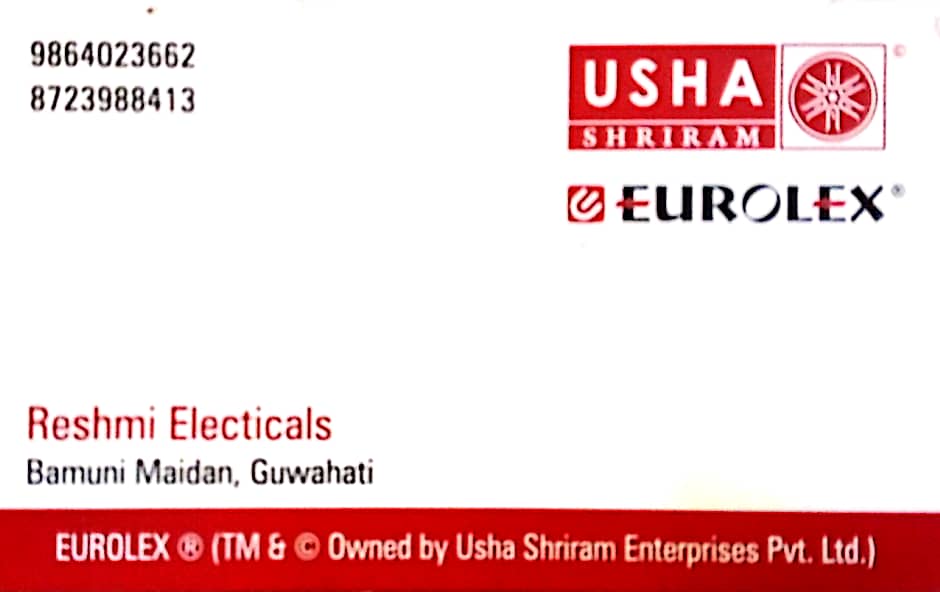 9864023662
8723988413
USHA
SHRIRAM
EUROLEX®
Reshmi Electicals
Bamuni Maidan, Guwahati
EUROLEX ® (TM & © Owned by Usha Shriram Enterprises Pvt. Ltd.)